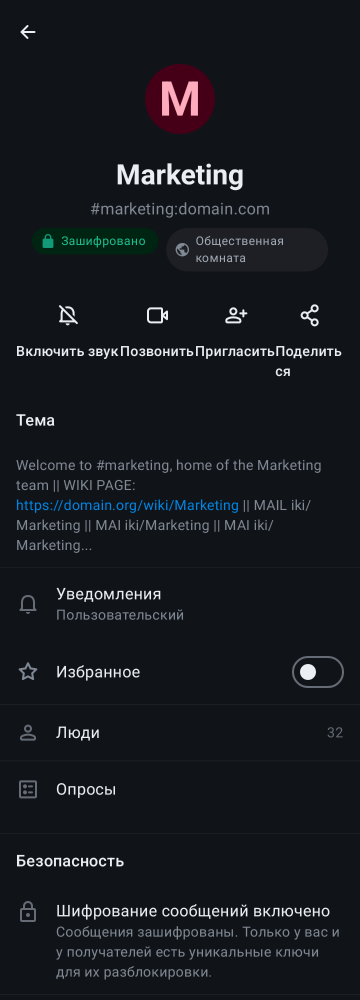 M
Marketing
#marketing:domain.com
Зашифровано
Общественная
комната
Включить звук Позвонить Пригласить Поделить
ся
Тема
Welcome to #marketing, home of the Marketing
team || WIKI PAGE:
https://domain.org/wiki/Marketing || MAIL iki/
Marketing || MAI iki/Marketing || MAI iki/
Marketing...
Уведомления
Пользовательский
Избранное
Люди 32
Опросы
Безопасность
Шифрование сообщений включено
Сообщения зашифрованы. Только у вас и
у получателей есть уникальные ключи
для их разблокировки.